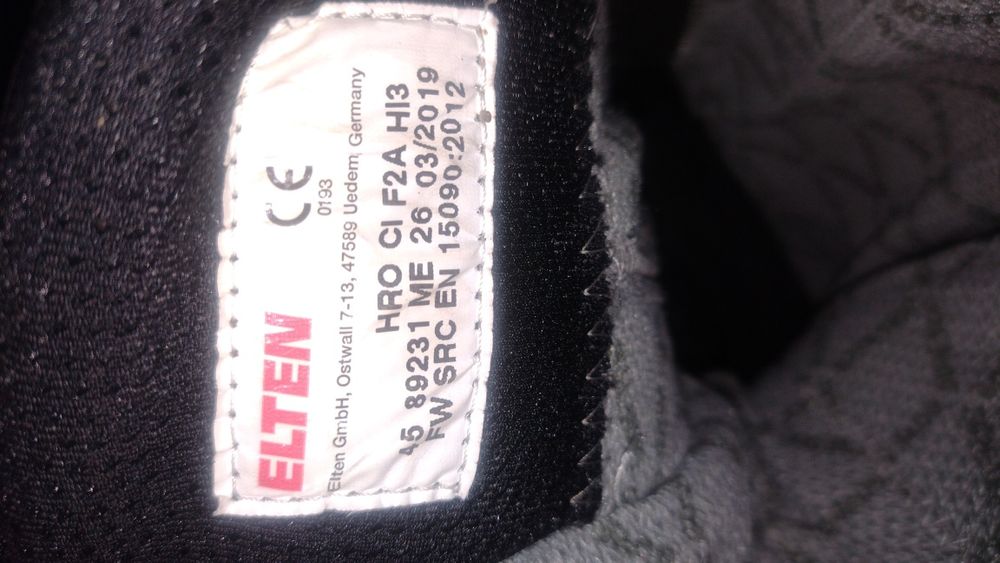 ELTEN CE
0193
Elten GmbH, Ostwall 7-13, 47589 Uedem, Germany
HRO CI F2A HI3
45 89231 ME 26 03/2019
FW SRC EN 15090:2012